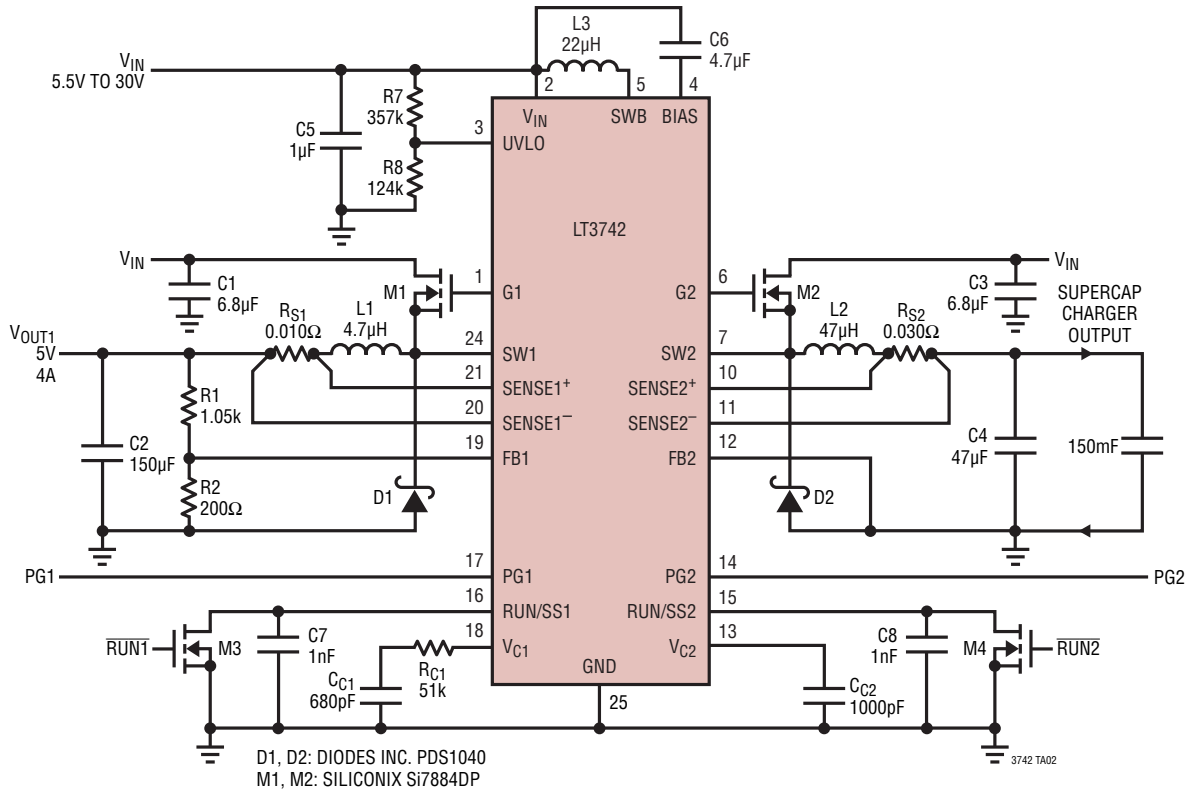 L3
22µH
C6
4.7µF
VIN
5.5V TO 30V
2
5
4
R7
357k
VIN
SWB
BIAS
3
UVLO
C5
1µF
R8
124k
LT3742
VIN
C1
6.8µF
M1
1
G1
G2
6
M2
VIN
C3
6.8µF
SUPERCAP
CHARGER
OUTPUT
VOUT1
5V
4A
RS1
0.010Ω
L1
4.7µH
24
SW1
SW2
7
L2
47µH
RS2
0.030Ω
21
SENSE1+
SENSE2+
10
R1
1.05k
20
SENSE1–
SENSE2–
11
19
FB1
FB2
12
C2
150µF
R2
200Ω
D1
D2
C4
47µF
150mF
PG1
17
PG1
PG2
14
PG2
16
RUN/SS1
RUN/SS2
15
RUN1
M3
C7
1nF
18
VC1
VC2
13
C8
1nF
M4
RUN2
RC1
51k
CC1
680pF
GND
25
CC2
1000pF
D1, D2: DIODES INC. PDS1040
M1, M2: SILICONIX Si7884DP
3742 TA02